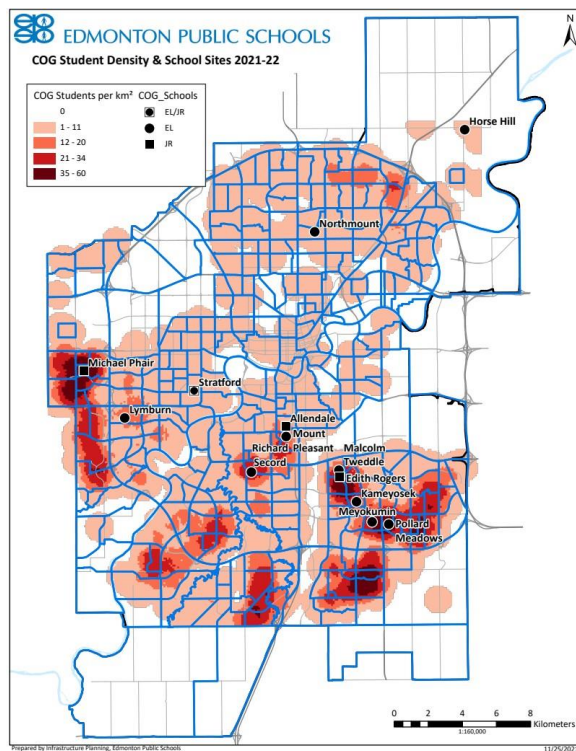 EDMONTON PUBLIC SCHOOLS
COG Student Density & School Sites 2021-22
N
COG Students per km² COG_Schools
0
1 - 11
12 - 20
21 - 34
35 - 60
EL/JR
EL
JR
Horse Hill
Northmount
Michael Phair
Stratford
Lymburn
Allendale
Mount
Pleasant
Richard
Secord
Malcolm
Tweddle
Edith Rogers
Kameyosek
Meyokumin
Pollard
Meadows
0 2 4 6 8
Kilometers
1:160,000
Prepared by Infrastructure Planning, Edmonton Public Schools